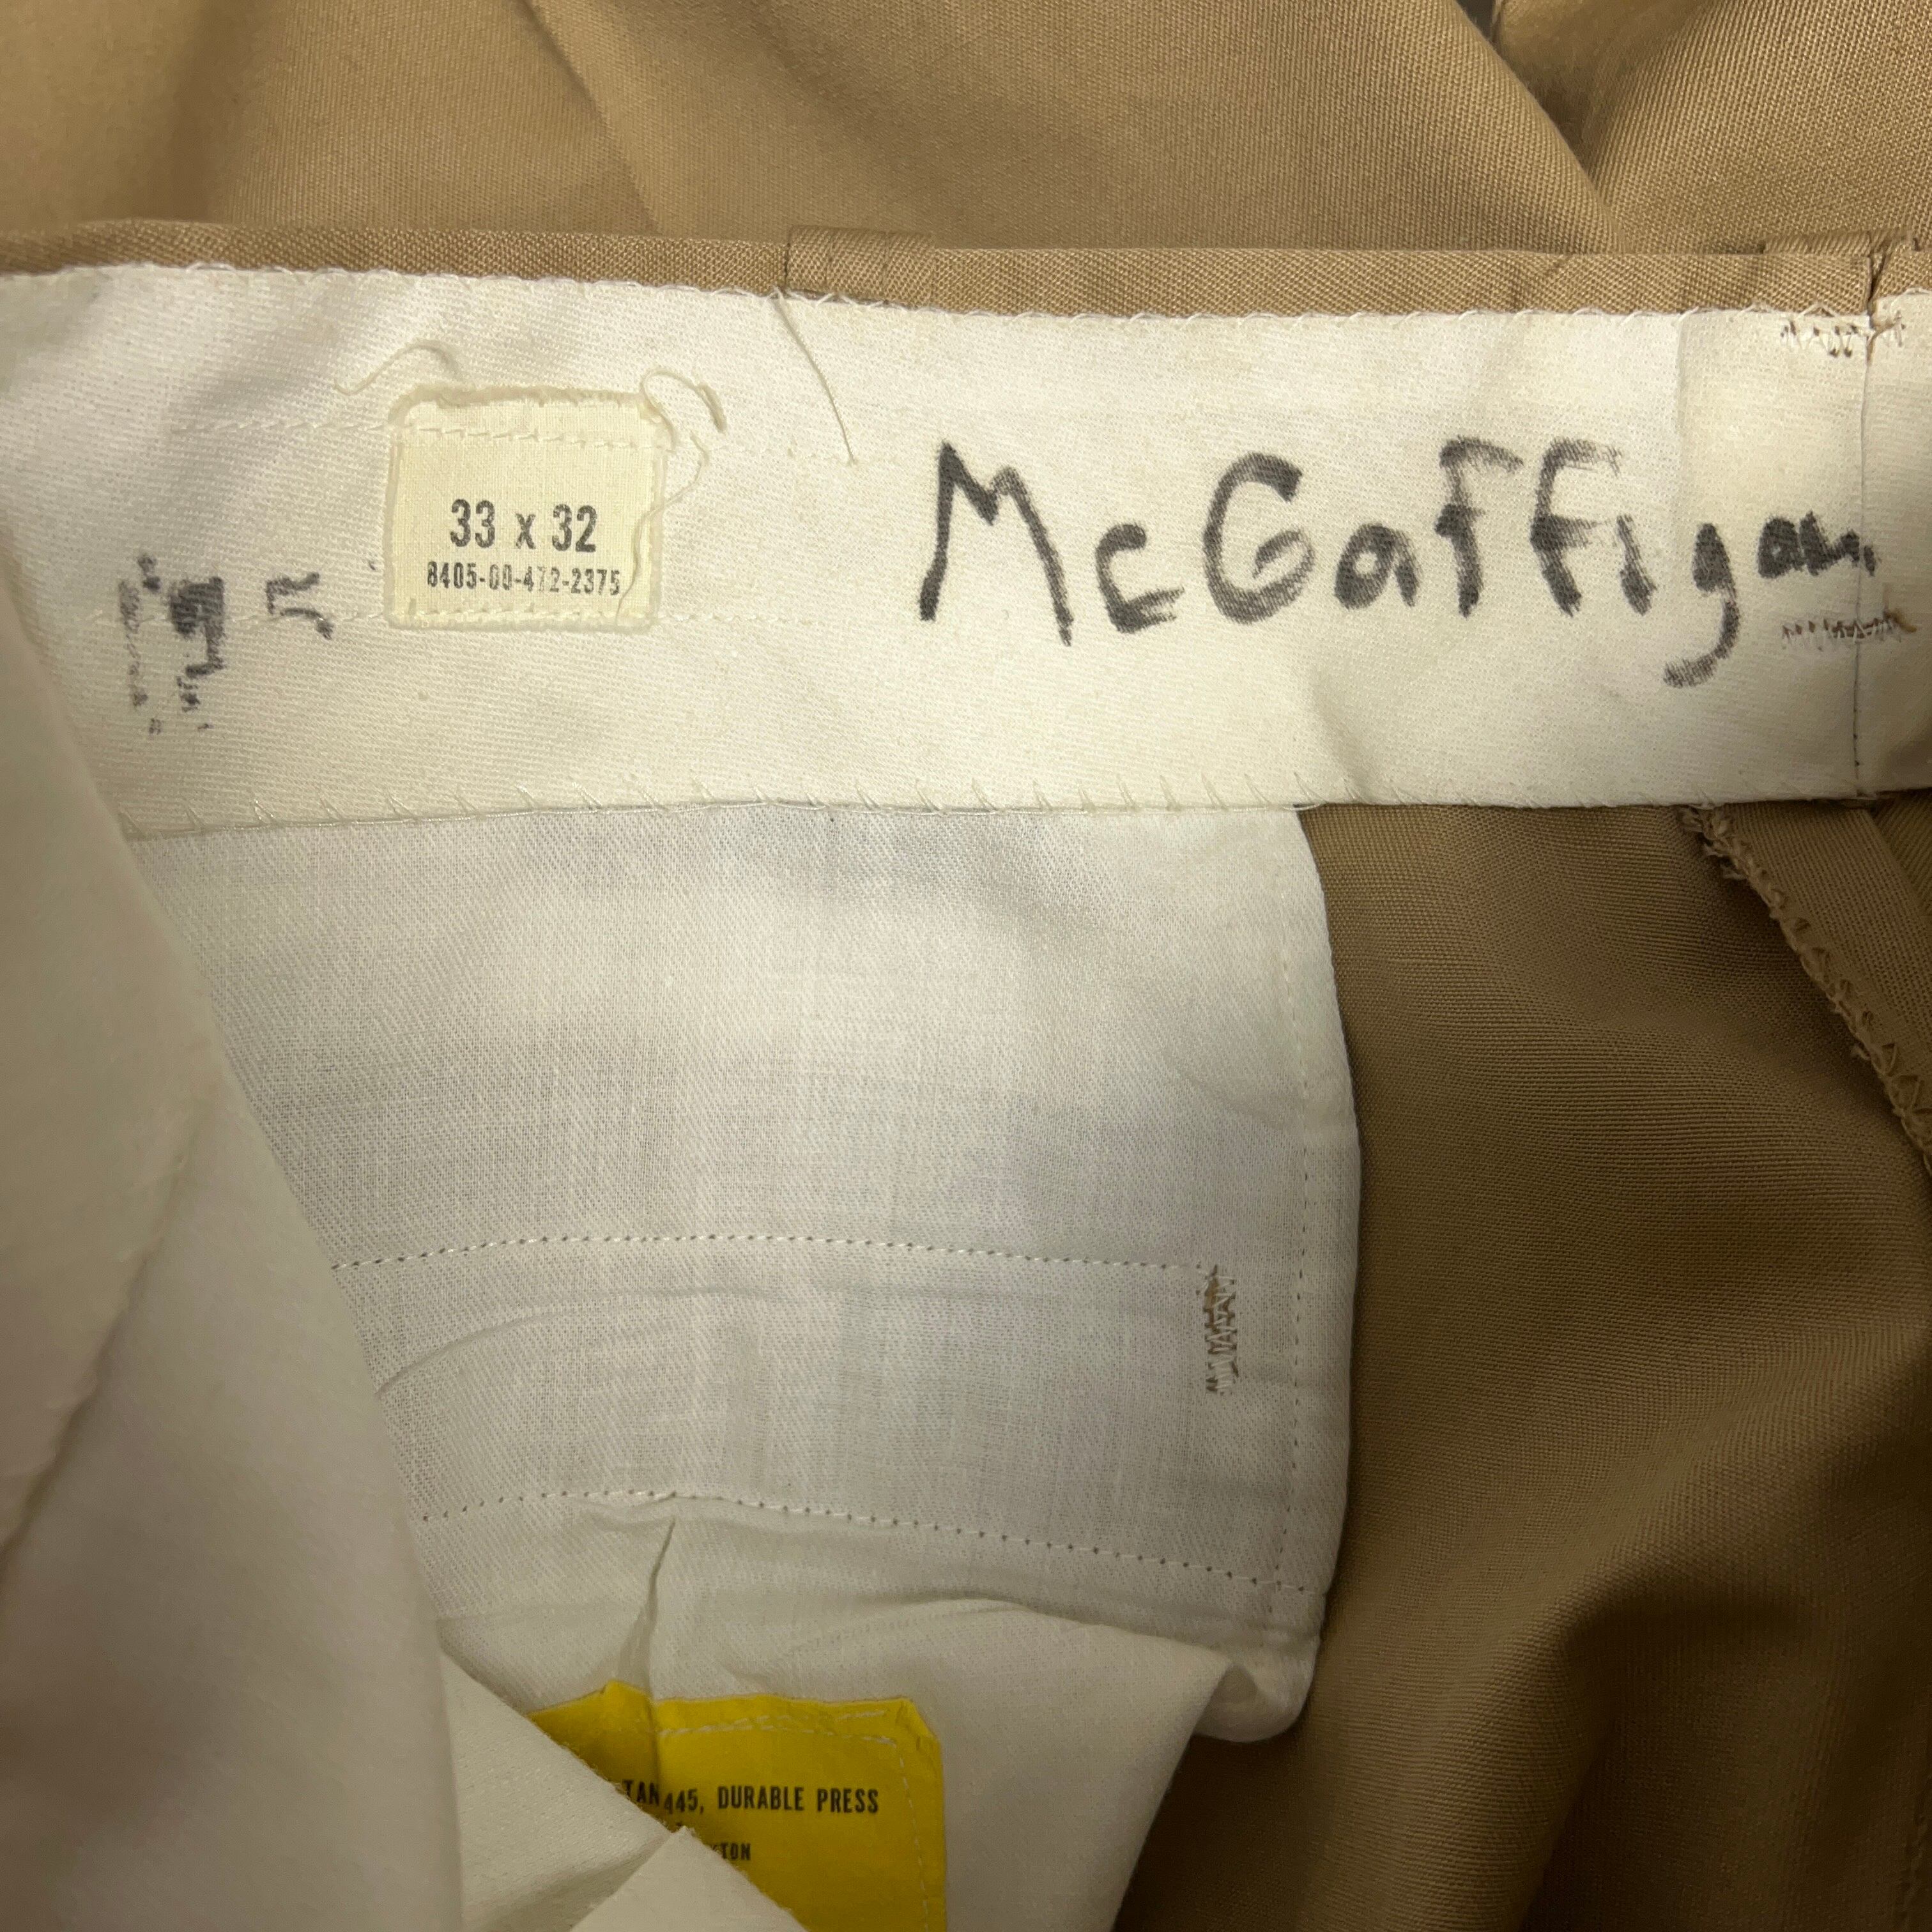 33 x 32
8405-00-472-2375
McGaffigan
TAN 445, DURABLE PRESS